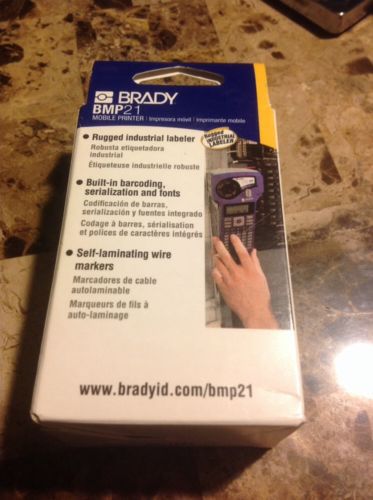 BRADY
BMP21
MOBILE PRINTER | Impresora móvil | Imprimante mobile
Rugged INDUSTRIAL LABELER
• Rugged industrial labeler
Robusta etiquetadora
industrial
Étiqueteuse industrielle robuste
• Built-in barcoding,
serialization and fonts
Codificación de barras,
serialización y fuentes integrado
Codage à barres, sérialisation
et polices de caractères intégrés
• Self-laminating wire
markers
Marcadores de cable
autolaminable
Marqueurs de fils à
auto-laminage
www.bradyid.com/bmp21